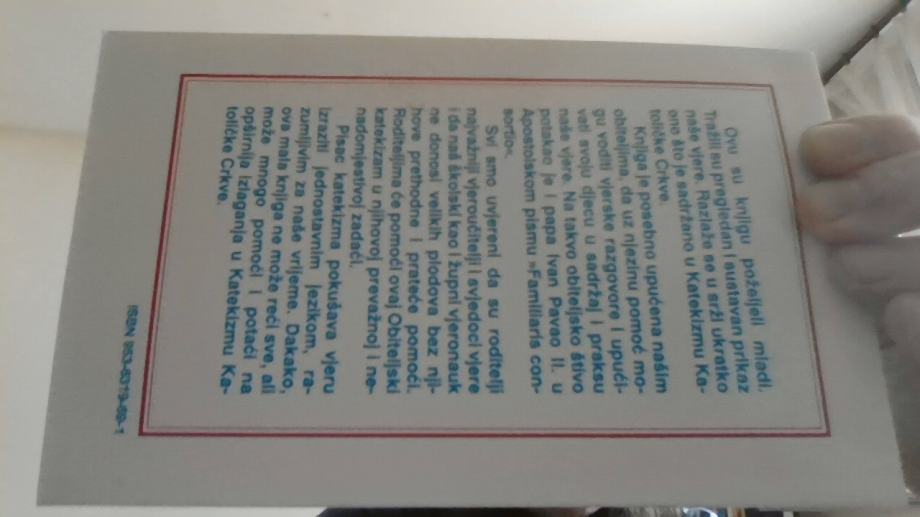 Ovu su knjigu poželjeli mladi.
Tražili su pregledan i sustavan prikaz
naše vjere. Razlaže se u srži ukratko
ono što je sadržano u Katekizmu Ka-
toličke Crkve.
Knjiga je posebno upućena našim
obiteljima, da uz njezinu pomoć mo-
gu voditi vjerske razgovore i upući-
vati svoju djecu u sadržaj i praksu
naše vjere. Na takvo obiteljsko štivo
potakao je i papa Ivan Pavao II. u
Apostolskom pismu »Familiaris con-
sortio«.
Svi smo uvjereni da su roditelji
najvažniji vjeroučitelji i svjedoci vjere
i da naš školski kao i župni vjeronauk
ne donosi velikih plodova bez nji-
hove prethodne i prateće pomoći.
Roditeljima će pomoći ovaj Obiteljski
katekizam u njihovoj prevažnoj i ne-
nadomjestivoj zadaći.
Pisac katekizma pokušava vjeru
izraziti jednostavnim jezikom, ra-
zumljivim za naše vrijeme. Dakako,
ova mala knjiga ne može reći sve, ali
može mnogo pomoći i potaći na
opširnija izlaganja u Katekizmu Ka-
toličke Crkve.
ISBN